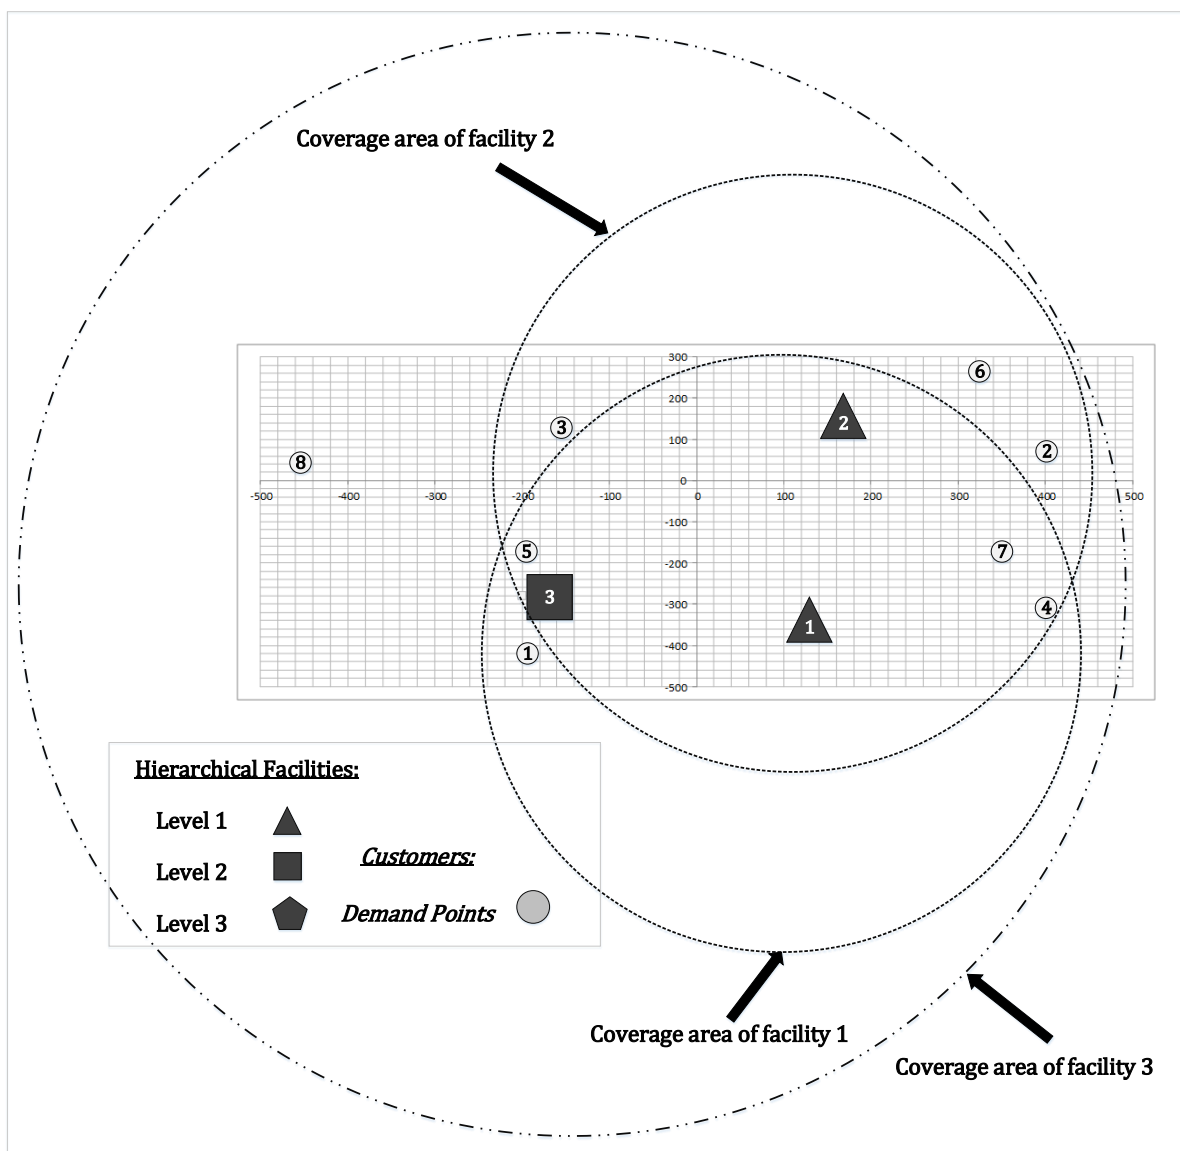 Coverage area of facility 2
300
6
200
2
3
100
2
8
0
-500 -400 -300 -200 -100 0 100 200 300 400 500
-100
5
7
-200
3
-300
4
1
-400
1
-500
Hierarchical Facilities:
Level 1
Customers:
Level 2
Demand Points
Level 3
Coverage area of facility 1
Coverage area of facility 3